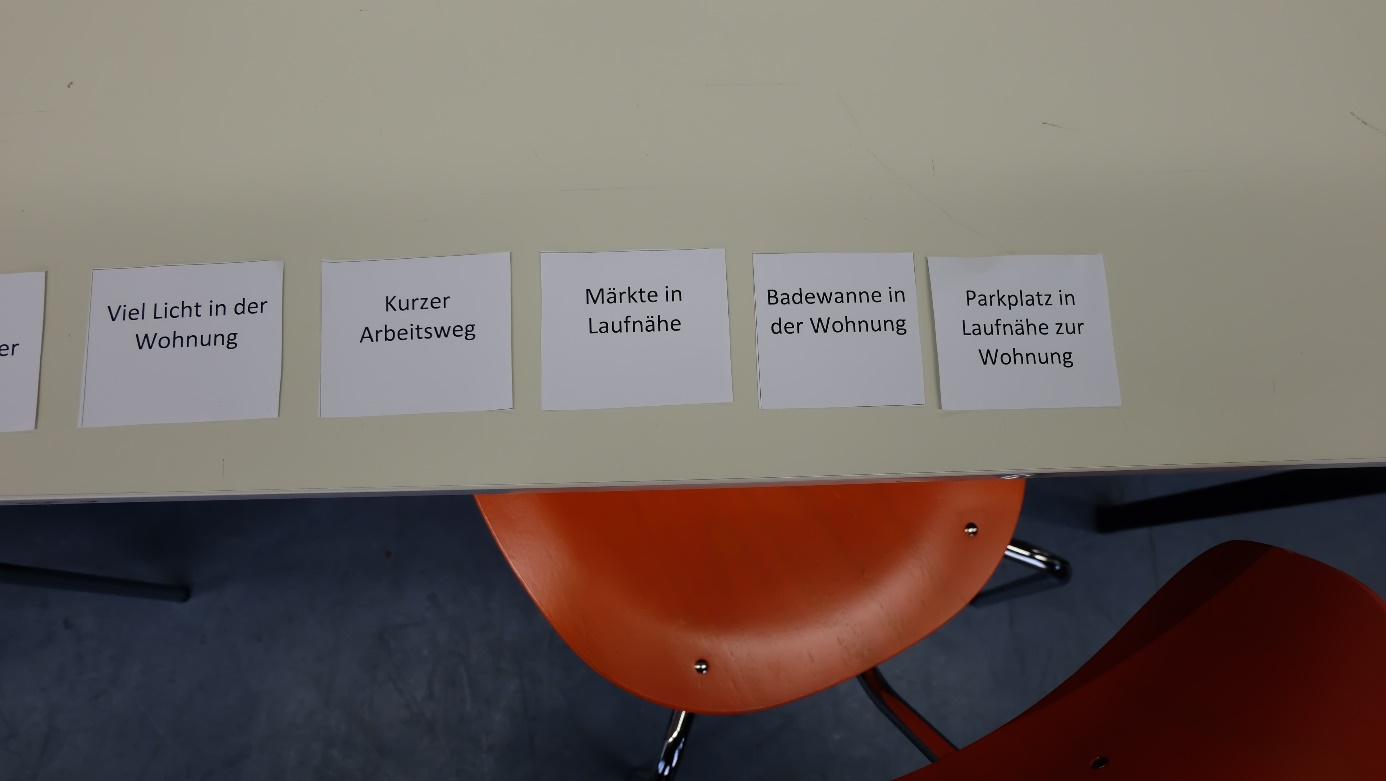 Viel Licht in der
Wohnung
Kurzer
Arbeitsweg
Märkte in
Laufnähe
Badewanne in
der Wohnung
Parkplatz in
Laufnähe zur
Wohnung